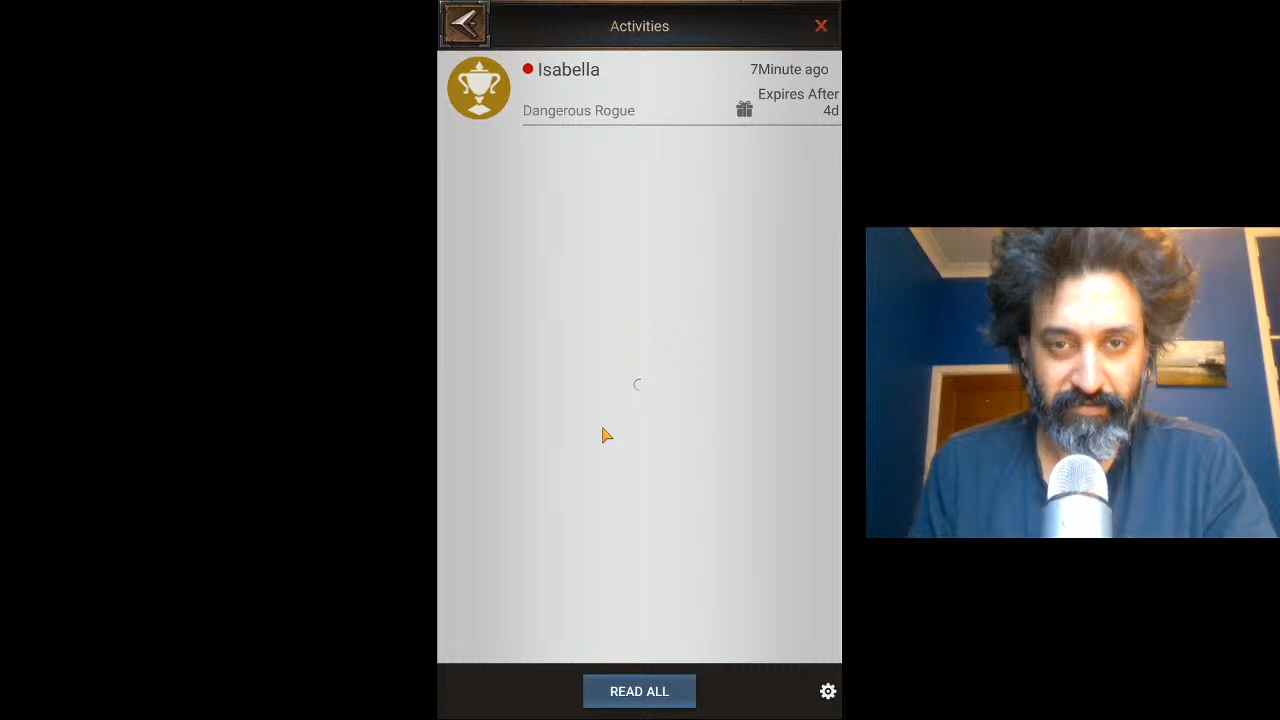 Activities
X
Isabella
7Minute ago
Expires After
Dangerous Rogue
4d
READ ALL